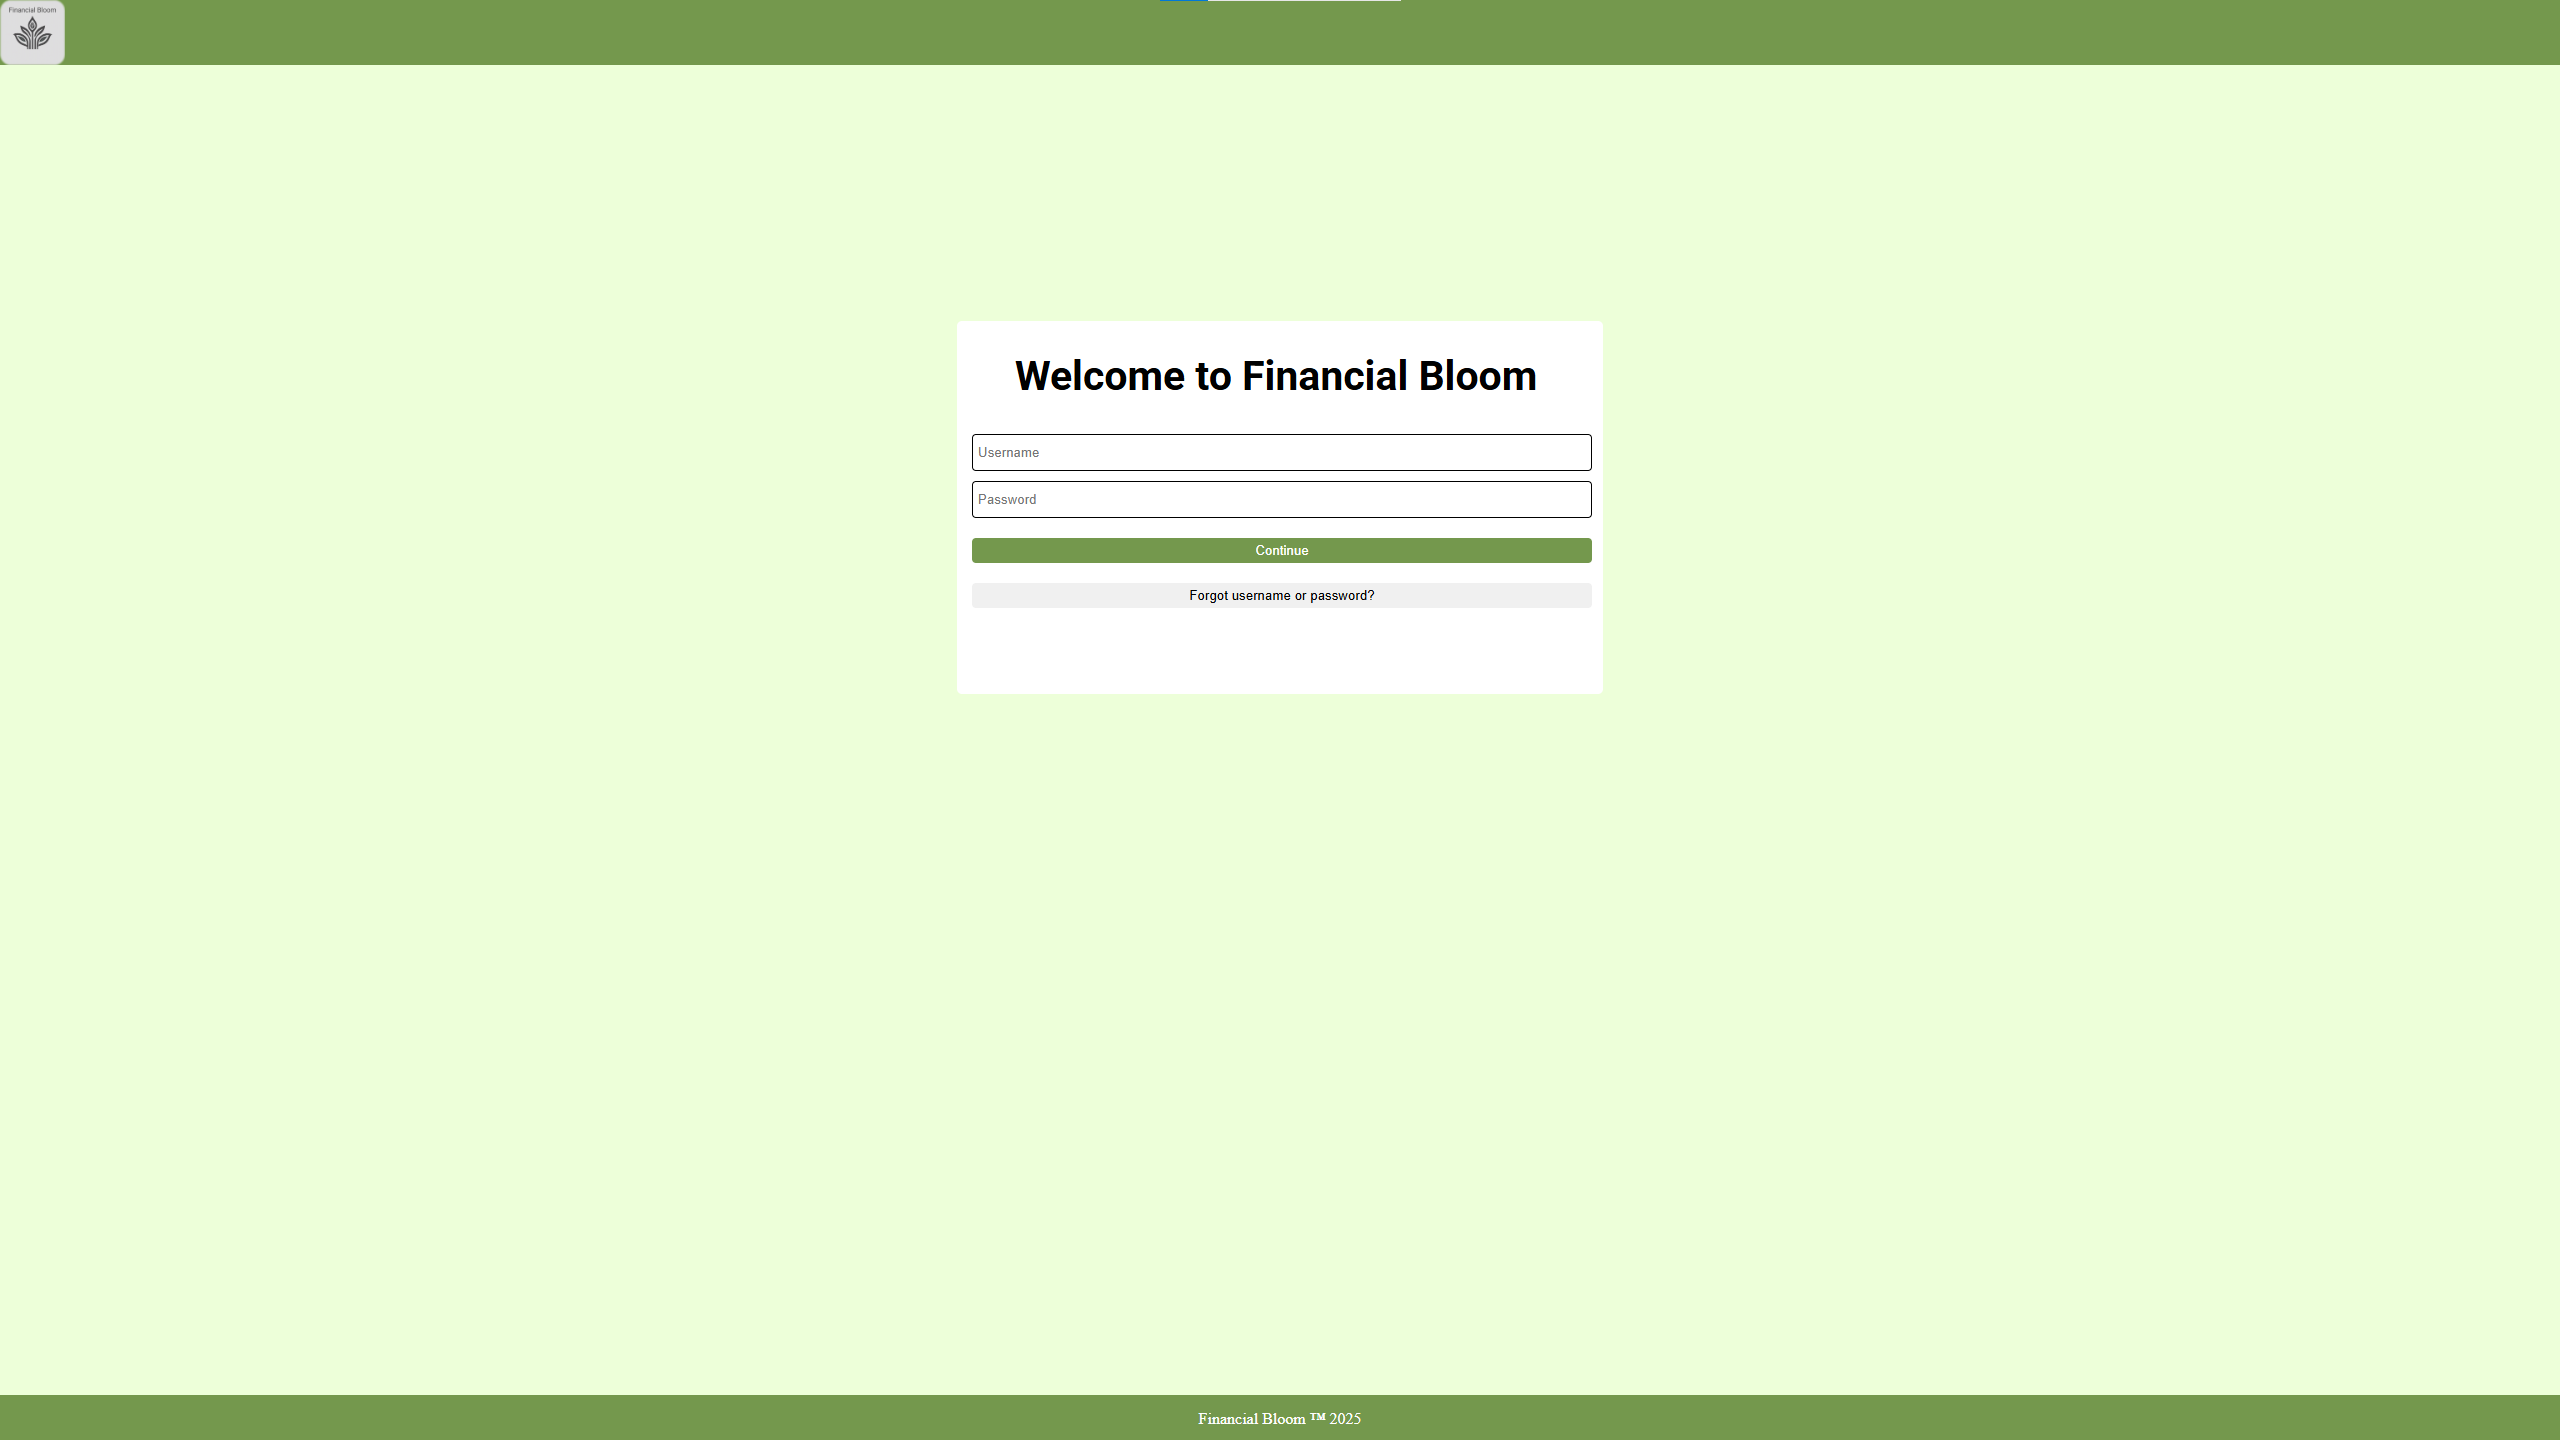 Financial Bloom
Welcome to Financial Bloom
Username
Password
Continue
Forgot username or password?
Financial Bloom ™ 2025